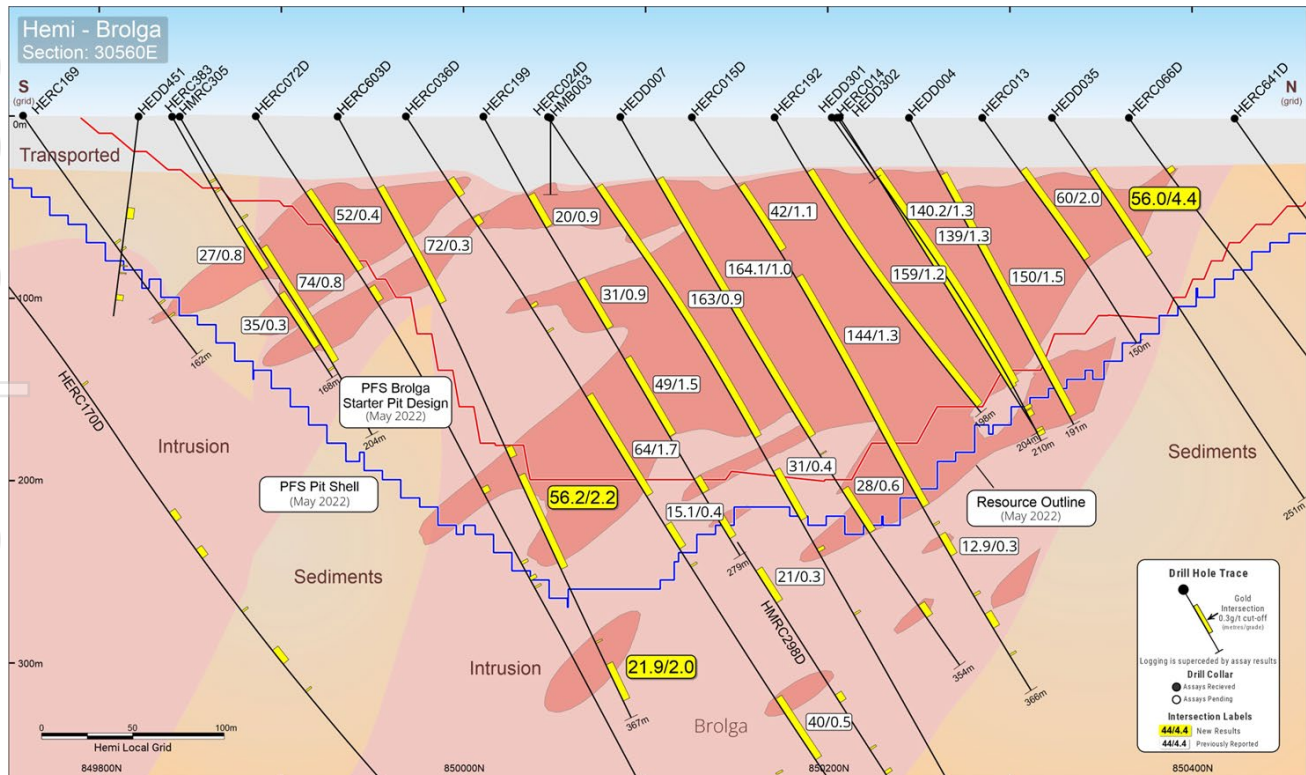 Hemi - Brolga
Section: 30560E
S
(grid)
N
(grid)
HERC169
HEDD451
HERC383
HMRC305
HERC072D
HERC603D
HERC036D
HERC199
HERC024D
HMB003
HEDD007
HERC015D
HERC192
HEDD301
HERC014
HEDD302
HEDD004
HERC013
HEDD035
HERC066D
HERC641D
0m
Transported
52/0.4
20/0.9
42/1.1
140.2/1.3
60/2.0
56.0/4.4
27/0.8
72/0.3
139/1.3
74/0.8
164.1/1.0
159/1.2
150/1.5
100m
31/0.9
163/0.9
35/0.3
144/1.3
162m
168m
150m
HERC170D
PFS Brolga
Starter Pit Design
(May 2022)
49/1.5
198m
204m
204m
210m
191m
Intrusion
64/1.7
Sediments
200m
PFS Pit Shell
(May 2022)
56.2/2.2
31/0.4
28/0.6
Resource Outline
(May 2022)
251m
15.1/0.4
12.9/0.3
279m
Sediments
21/0.3
HMRC298D
300m
Intrusion
21.9/2.0
354m
366m
367m
Brolga
40/0.5
0
50
100m
Hemi Local Grid
849800N
850000N
850200N
850400N
Drill Hole Trace
Gold
Intersection
0.3g/t cut-off
(metres/grade)
Logging is superceded by assay results
Drill Collar
Assays Recieved
Assays Pending
Intersection Labels
44/4.4 New Results
44/4.4 Previously Reported